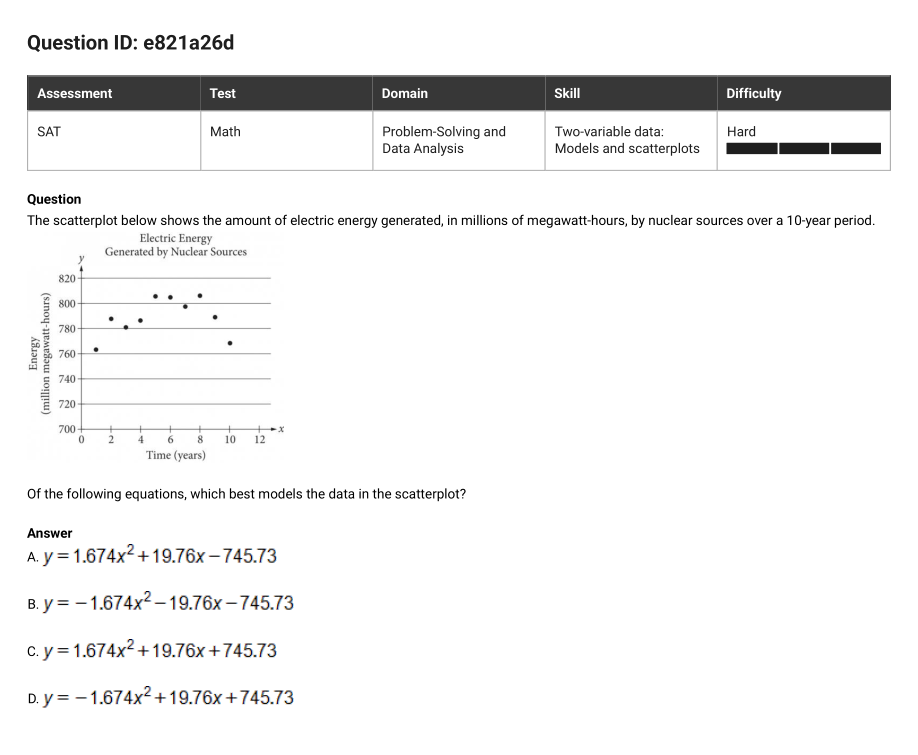 Question ID: e821a26d
Assessment Test Domain Skill Difficulty
SAT Math Problem-Solving and Two-variable data: Hard
Data Analysis Models and scatterplots
Question
The scatterplot below shows the amount of electric energy generated, in millions of megawatt-hours, by nuclear sources over a 10-year period.
Electric Energy
Generated by Nuclear Sources
y
820
800
780
760
740
720
700
Energy
(million megawatt-hours)
0 2 4 6 8 10 12 x
Time (years)
Of the following equations, which best models the data in the scatterplot?
Answer
A. y = 1.674x² + 19.76x – 745.73
B. y = – 1.674x² – 19.76x – 745.73
C. y = 1.674x² + 19.76x + 745.73
D. y = – 1.674x² + 19.76x + 745.73